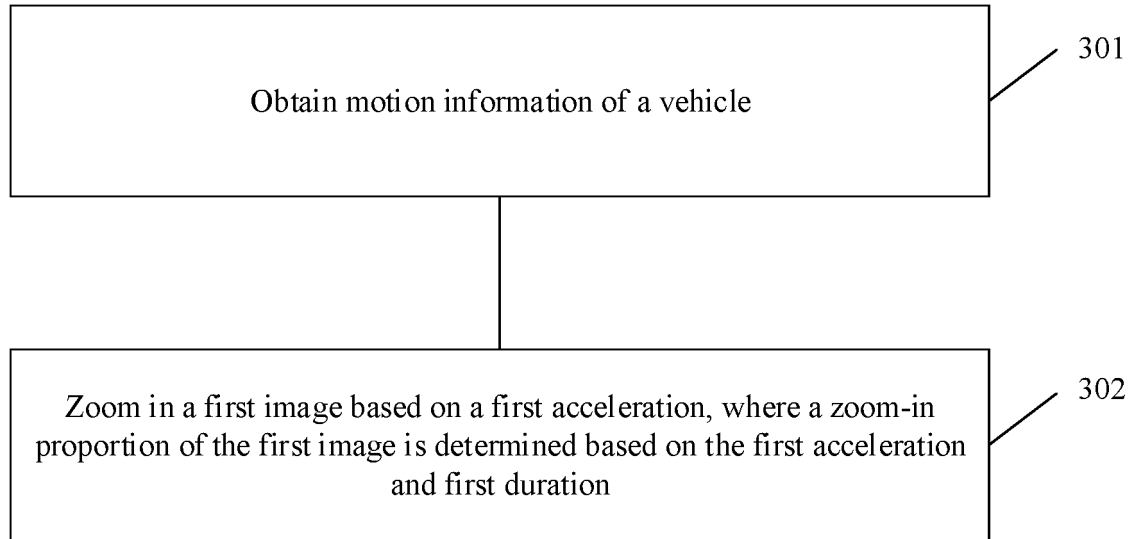 301
Obtain motion information of a vehicle
302
Zoom in a first image based on a first acceleration, where a zoom-in
proportion of the first image is determined based on the first acceleration
and first duration